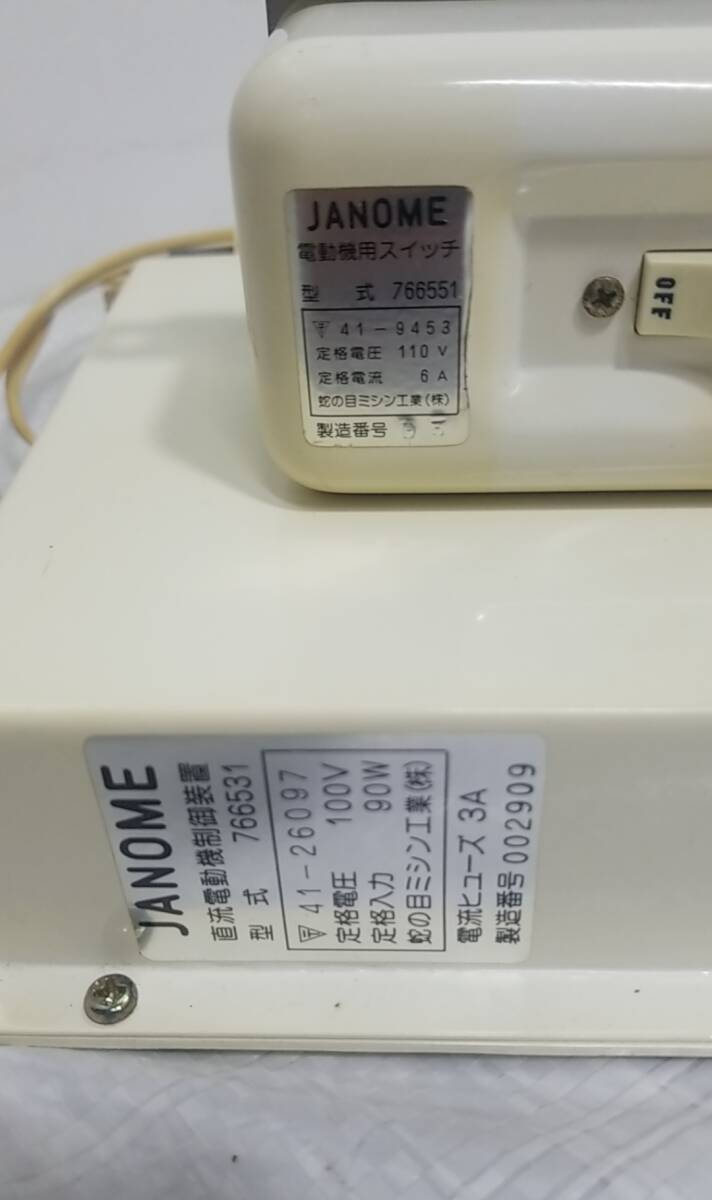 JANOME
電動機用スイッチ
型 式 766551
〒 41-9453
定格電圧 110 V
定格電流 6 A
蛇の目ミシン工業(株)
製造番号
OFF
JANOME
直流電動機制御装置
型 式 766531
〒 41-26097
定格電圧 100V
定格入力 90W
蛇の目ミシン工業(株)
電流ヒューズ 3A
製造番号 002909